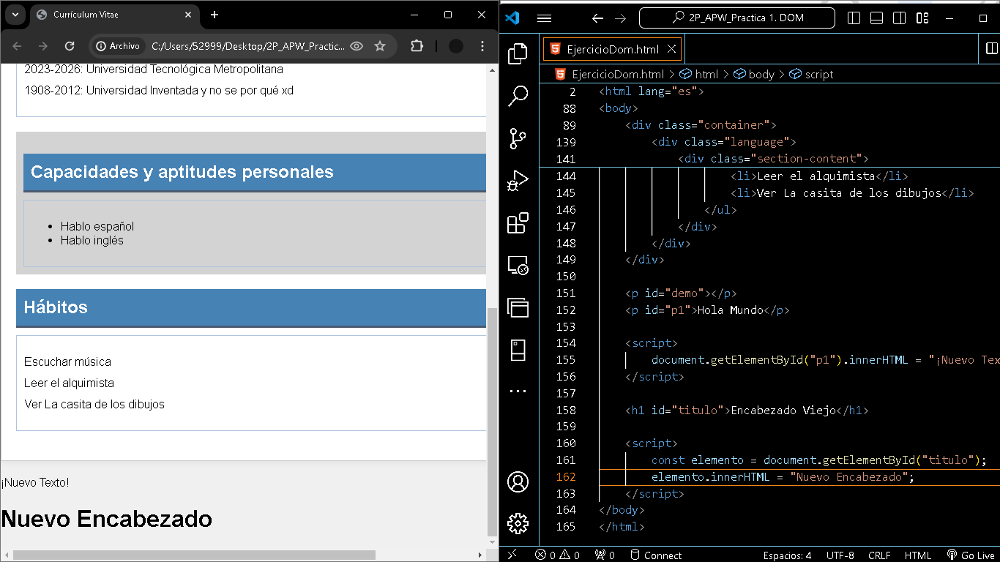 Currículum Vitae
Archivo
C:/Users/52999/Desktop/2P_APW_Practic...
2023-2026: Universidad Tecnológica Metropolitana
1908-2012: Universidad Inventada y no se por qué xd
Capacidades y aptitudes personales
Hablo español
Hablo inglés
Hábitos
Escuchar música
Leer el alquimista
Ver La casita de los dibujos
¡Nuevo Texto!
Nuevo Encabezado
2P_APW_Practica 1. DOM
EjercicioDom.html
EjercicioDom.html > html > body > script
2 <html lang="es">
88 <body>
89 <div class="container">
139 <div class="language">
141 <div class="section-content">
144 <li>Leer el alquimista</li>
145 <li>Ver La casita de los dibujos</li>
146 </ul>
147 </div>
148 </div>
149 </div>
150
151 <p id="demo"></p>
152 <p id="p1">Hola Mundo</p>
153
154 <script>
155 document.getElementById("p1").innerHTML = "¡Nuevo Tex
156 </script>
157
158 <h1 id="titulo">Encabezado Viejo</h1>
159
160 <script>
161 const elemento = document.getElementById("titulo");
162 elemento.innerHTML = "Nuevo Encabezado";
163 </script>
164 </body>
165 </html>
0 0 0 Connect Espacios: 4 UTF-8 CRLF HTML Go Live